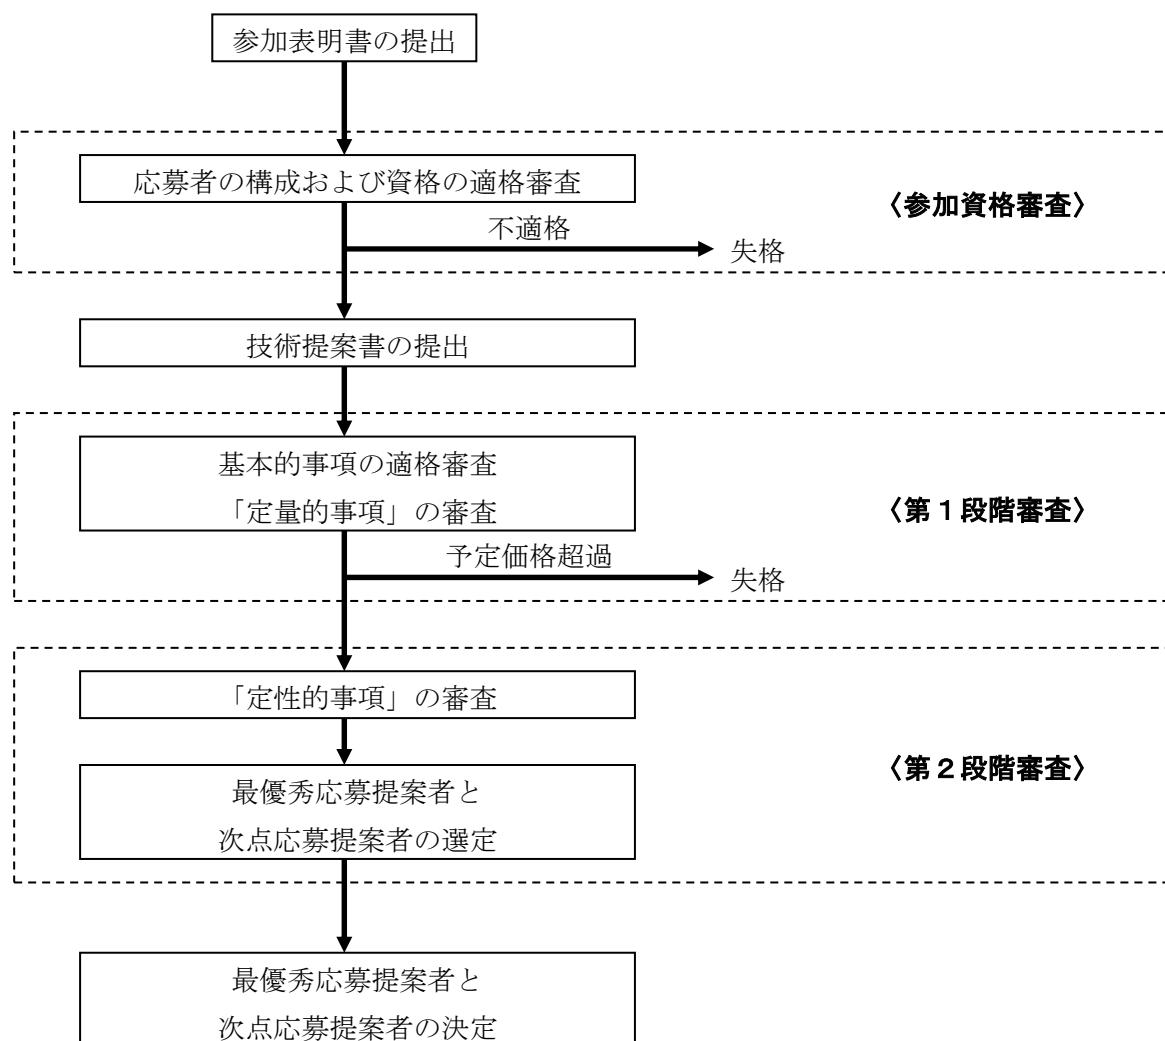 参加表明書の提出
応募者の構成および資格の適格審査
〈参加資格審査〉
不適格
失格
技術提案書の提出
基本的事項の適格審査
「定量的事項」の審査
〈第1段階審査〉
予定価格超過
失格
「定性的事項」の審査
〈第2段階審査〉
最優秀応募提案者と
次点応募提案者の選定
最優秀応募提案者と
次点応募提案者の決定